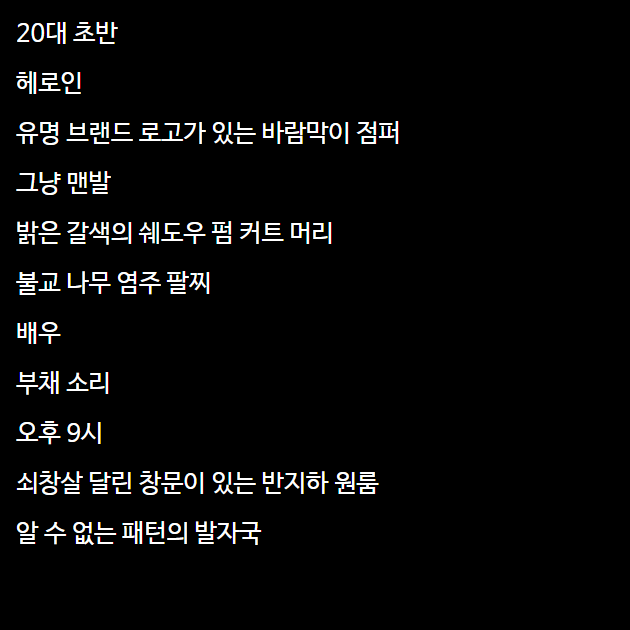 20대 초반
헤로인
유명 브랜드 로고가 있는 바람막이 점퍼
그냥 맨발
밝은 갈색의 쉐도우 펌 커트 머리
불교 나무 염주 팔찌
배우
부채 소리
오후 9시
쇠창살 달린 창문이 있는 반지하 원룸
알 수 없는 패턴의 발자국